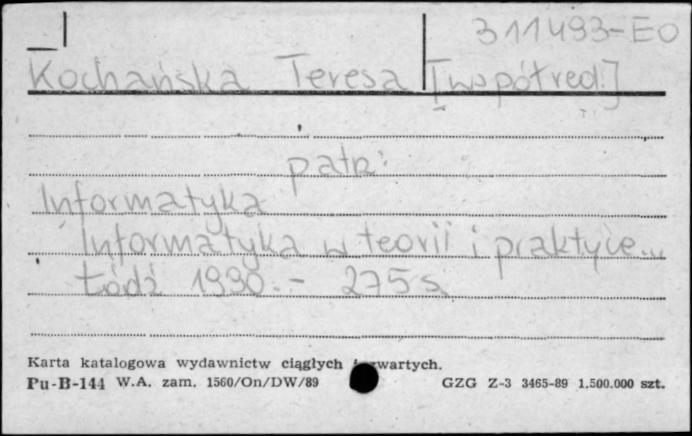 311493-EO
Kochańska Teresa [współred.]
patrz:
Informatyka
Informatyka w teorii i praktyce...
Łódź 1990.- 275 s.
Karta katalogowa wydawnictw ciągłych i zwartych.
Pu-B-144 W.A. zam. 1560/On/DW/89 GZG Z-3 3465-89 1.500.000 szt.